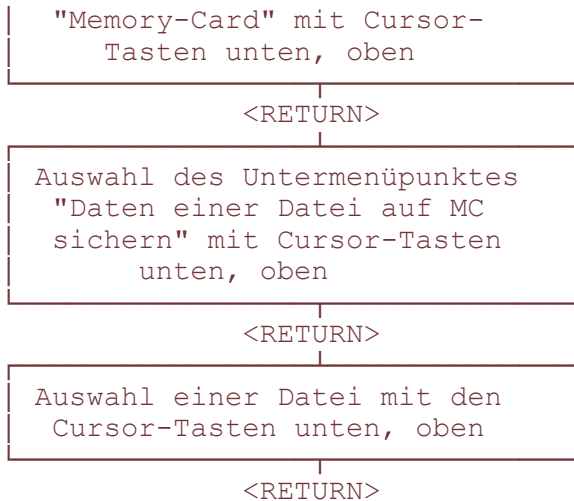 "Memory-Card" mit Cursor-
Tasten unten, oben
<RETURN>
Auswahl des Untermenüpunktes
"Daten einer Datei auf MC
sichern" mit Cursor-Tasten
unten, oben
<RETURN>
Auswahl einer Datei mit den
Cursor-Tasten unten, oben
<RETURN>